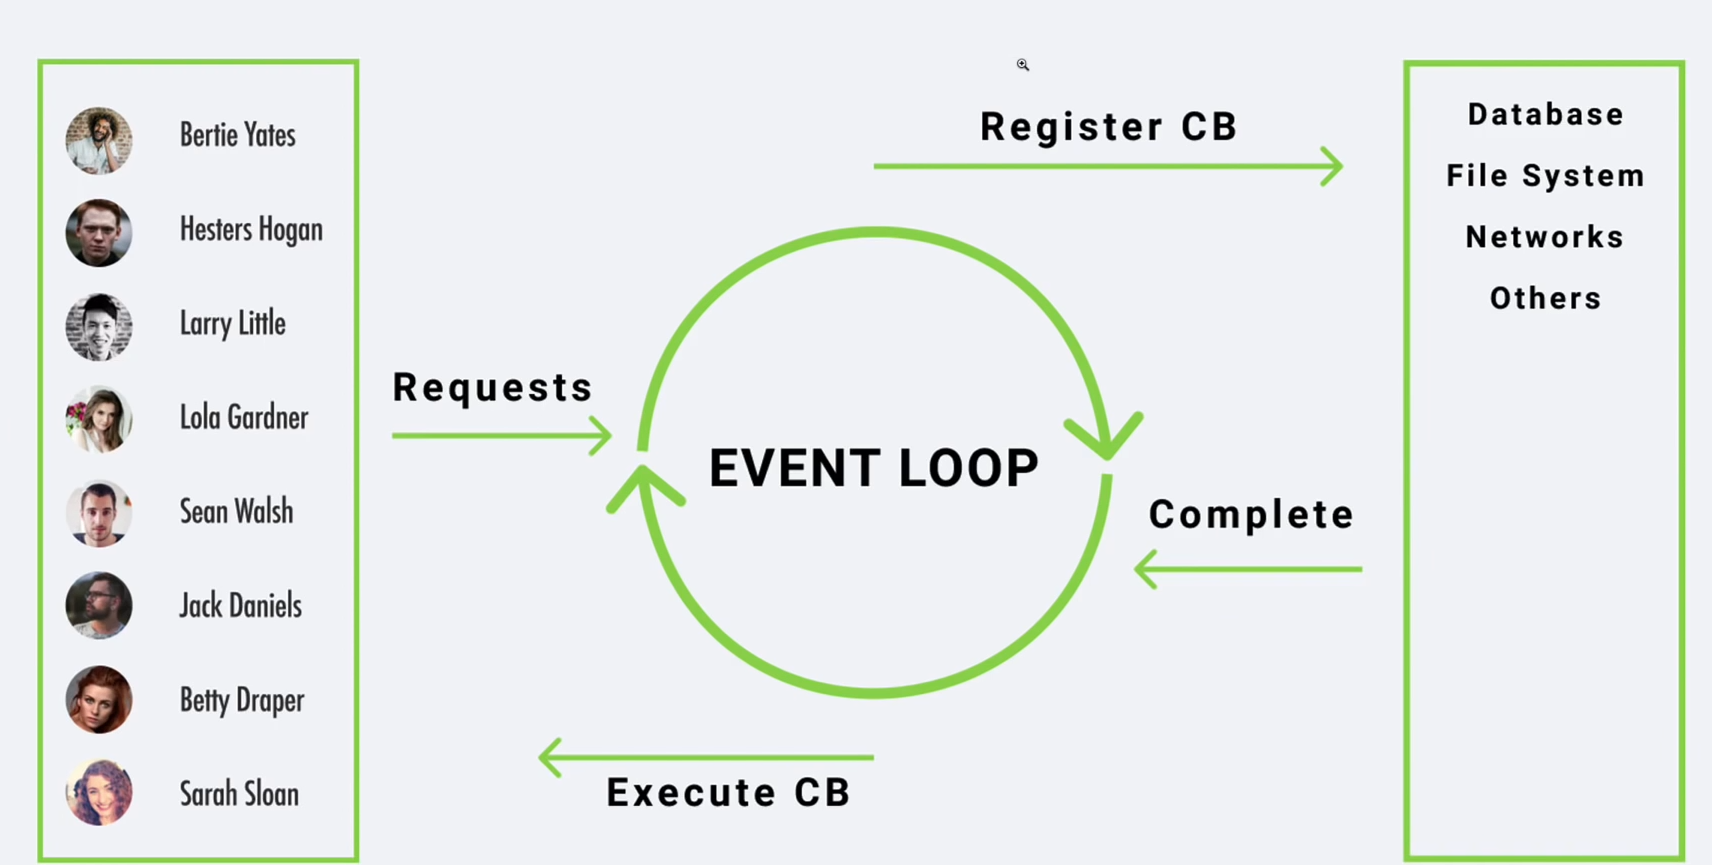 Bertie Yates
Hesters Hogan
Larry Little
Lola Gardner
Sean Walsh
Jack Daniels
Betty Draper
Sarah Sloan
Requests
Register CB
EVENT LOOP
Complete
Execute CB
Database
File System
Networks
Others